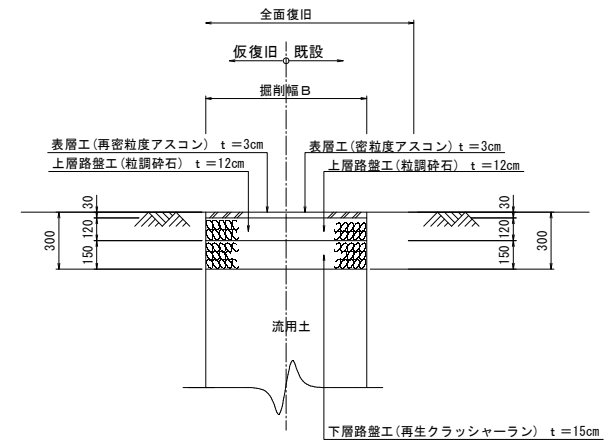 全面復旧
仮復旧 既設
掘削幅B
表層工(再密粒度アスコン) t=3cm
表層工(密粒度アスコン) t=3cm
上層路盤工(粒調砕石) t=12cm
上層路盤工(粒調砕石) t=12cm
30
120
150
300
30
120
150
300
流用土
下層路盤工(再生クラッシャーラン) t=15cm